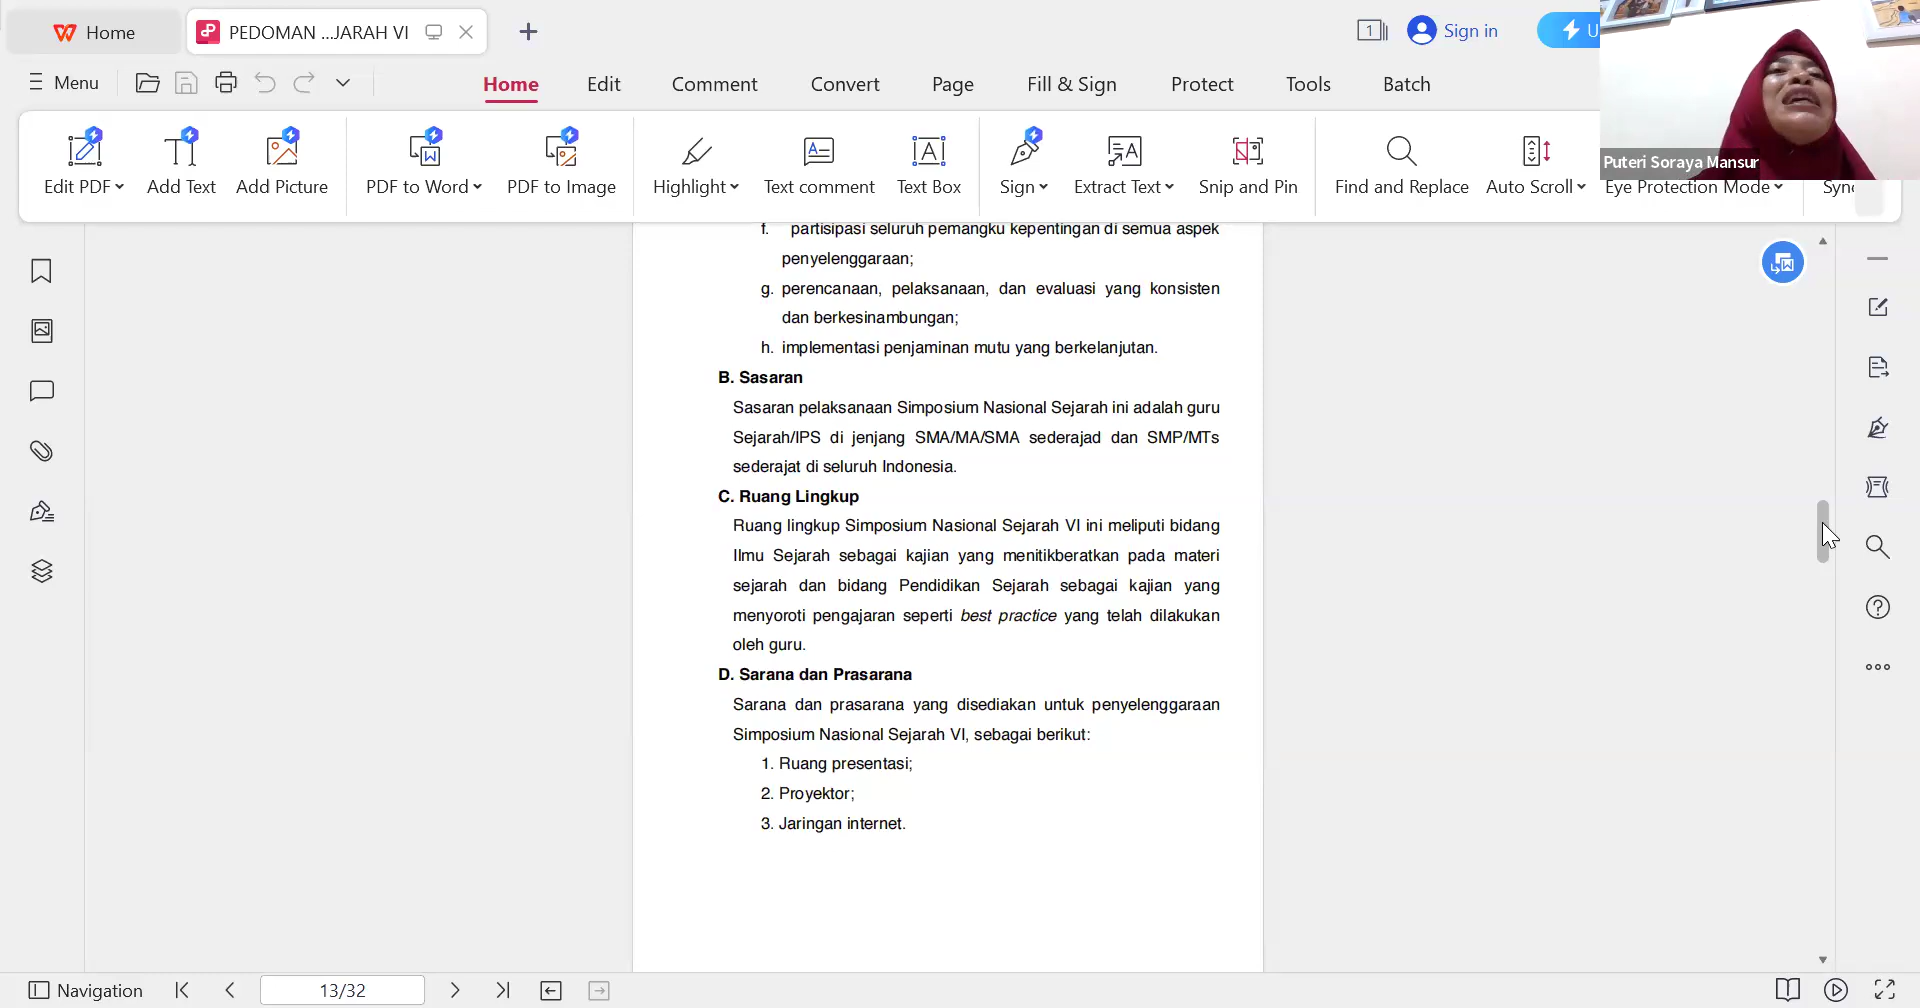 Home
PEDOMAN ...JARAH VI
1
Sign in
U
Menu
Home Edit Comment Convert Page Fill & Sign Protect Tools Batch
Edit PDF Add Text Add Picture PDF to Word PDF to Image Highlight Text comment Text Box Sign Extract Text Snip and Pin Find and Replace Auto Scroll Eye Protection Mode
Puteri Soraya Mansur
f. partisipasi seluruh pemangku kepentingan di semua aspek
penyelenggaraan;
g. perencanaan, pelaksanaan, dan evaluasi yang konsisten
dan berkesinambungan;
h. implementasi penjaminan mutu yang berkelanjutan.
B. Sasaran
Sasaran pelaksanaan Simposium Nasional Sejarah ini adalah guru
Sejarah/IPS di jenjang SMA/MA/SMA sederajad dan SMP/MTs
sederajat di seluruh Indonesia.
C. Ruang Lingkup
Ruang lingkup Simposium Nasional Sejarah VI ini meliputi bidang
Ilmu Sejarah sebagai kajian yang menitikberatkan pada materi
sejarah dan bidang Pendidikan Sejarah sebagai kajian yang
menyoroti pengajaran seperti best practice yang telah dilakukan
oleh guru.
D. Sarana dan Prasarana
Sarana dan prasarana yang disediakan untuk penyelenggaraan
Simposium Nasional Sejarah VI, sebagai berikut:
1. Ruang presentasi;
2. Proyektor;
3. Jaringan internet.
Navigation
13/32